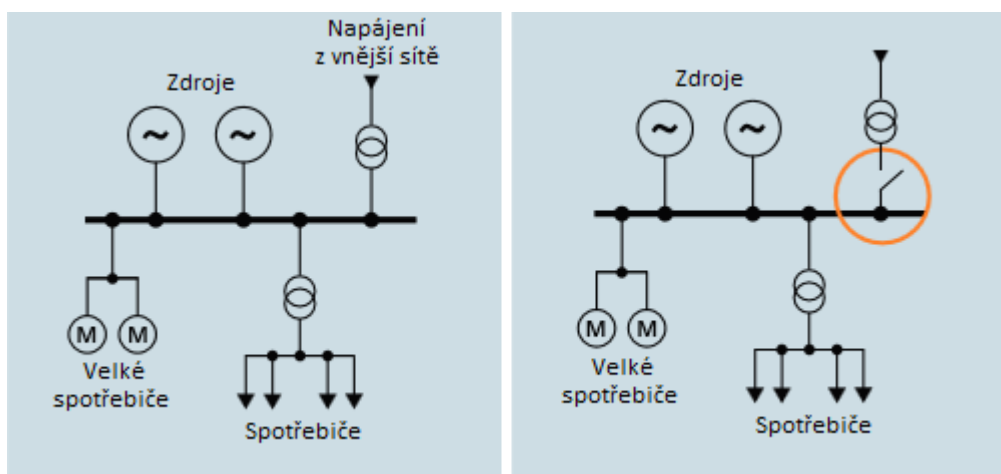 Napájení
z vnější sítě
Zdroje
~
~
M
M
Velké
spotřebiče
Spotřebiče
Zdroje
~
~
M
M
Velké
spotřebiče
Spotřebiče